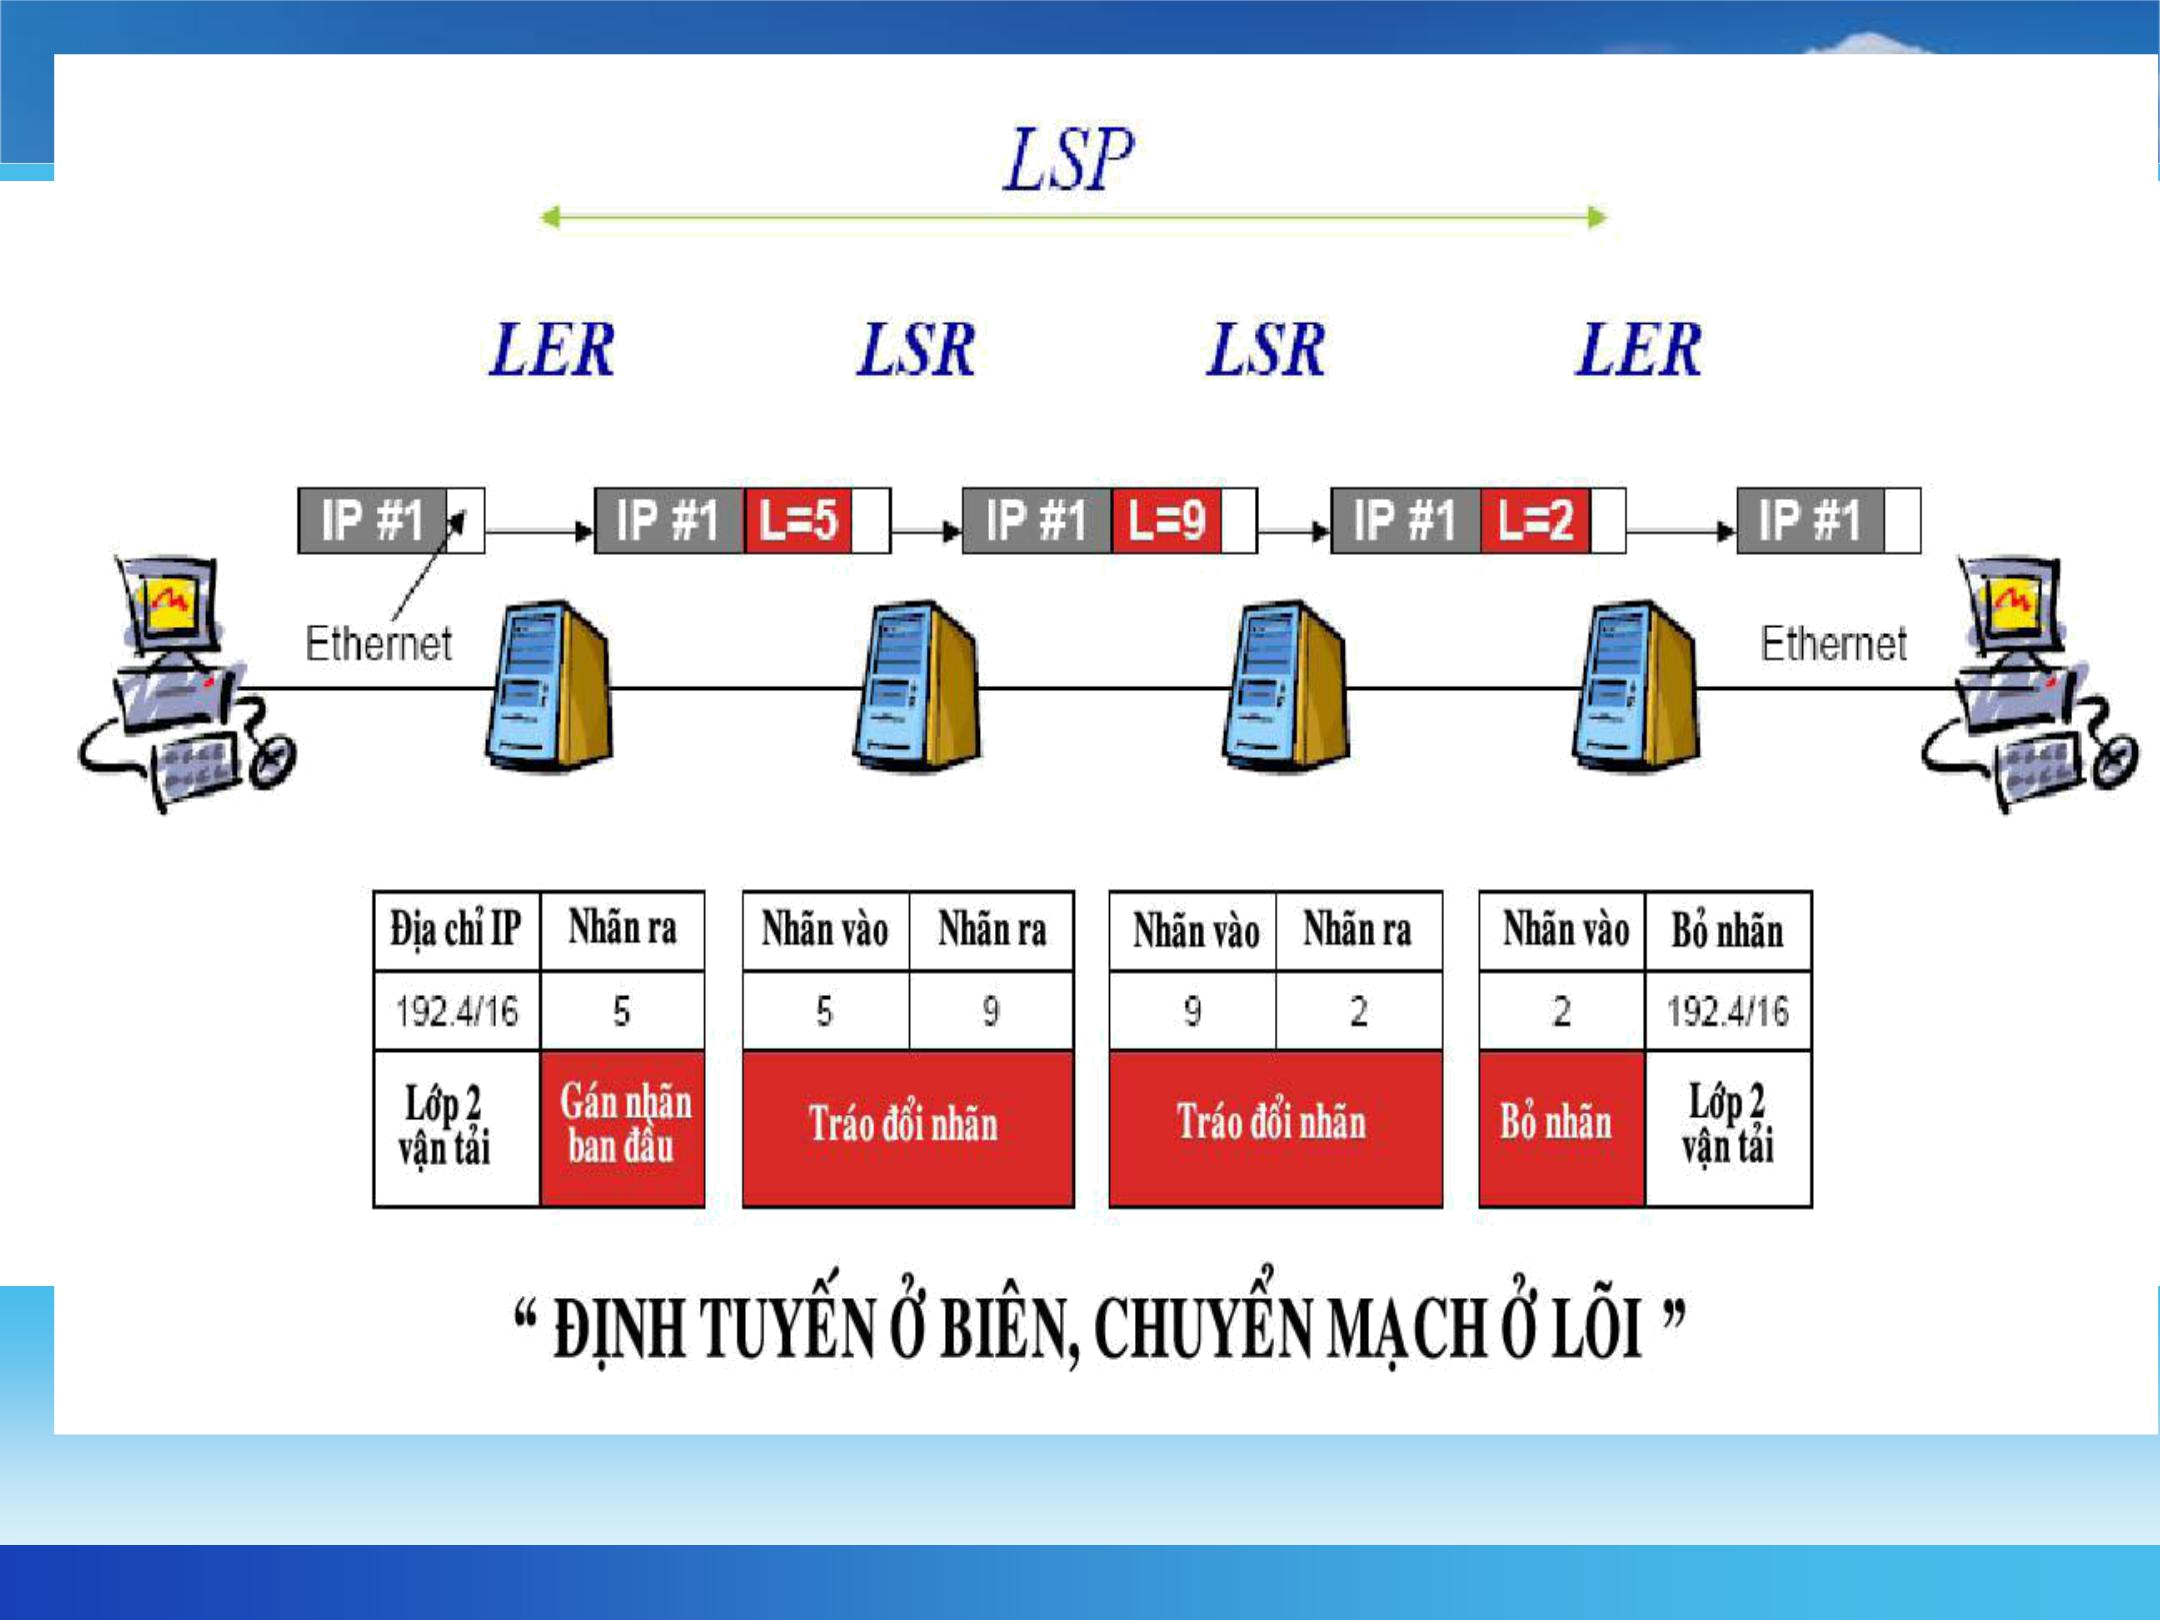 LSP
LER LSR LSR LER
IP #1 IP #1 L=5 IP #1 L=9 IP #1 L=2 IP #1
Ethernet Ethernet
Địa chỉ IP Nhãn ra Nhãn vào Nhãn ra Nhãn vào Nhãn ra Nhãn vào Bỏ nhãn
192.4/16 5 5 9 9 2 2 192.4/16
Lớp 2 Gán nhãn Lớp 2
Tráo đổi nhãn Tráo đổi nhãn Bỏ nhãn
vận tải ban đầu vận tải
“ ĐỊNH TUYẾN Ở BIÊN, CHUYỂN MẠCH Ở LÕI ”